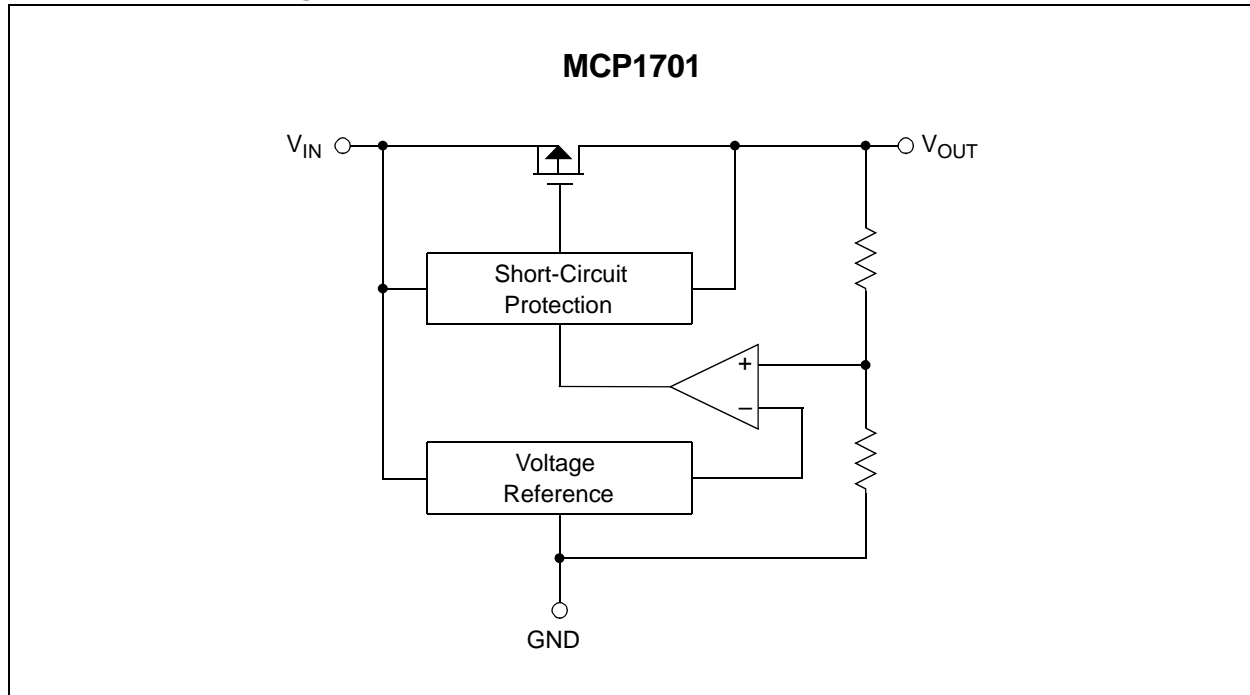 MCP1701
VIN
VOUT
Short-Circuit
Protection
+
–
Voltage
Reference
GND